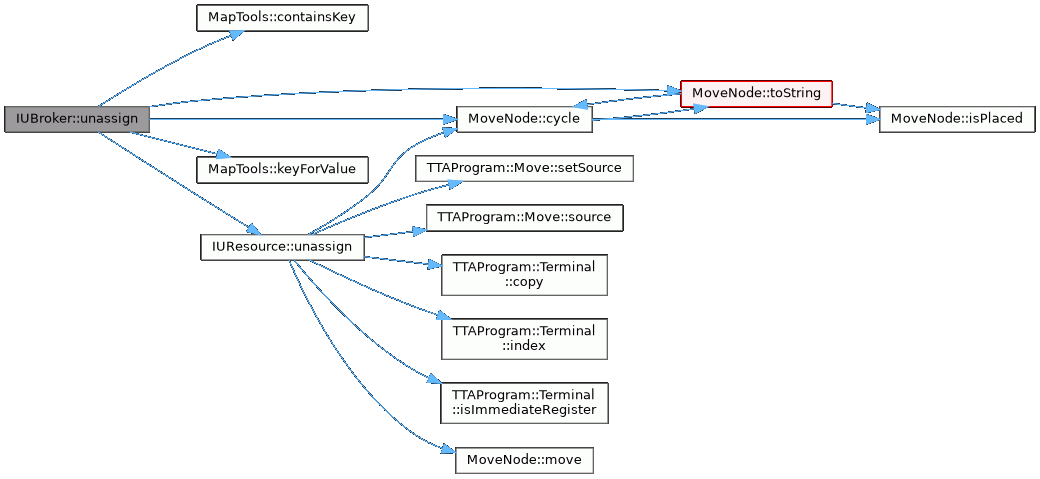 MapTools::containsKey
MoveNode::toString
IUBroker::unassign
MoveNode::cycle
MoveNode::isPlaced
MapTools::keyForValue
TTAProgram::Move::setSource
TTAProgram::Move::source
IUResource::unassign
TTAProgram::Terminal
::copy
TTAProgram::Terminal
::index
TTAProgram::Terminal
::isImmediateRegister
MoveNode::move